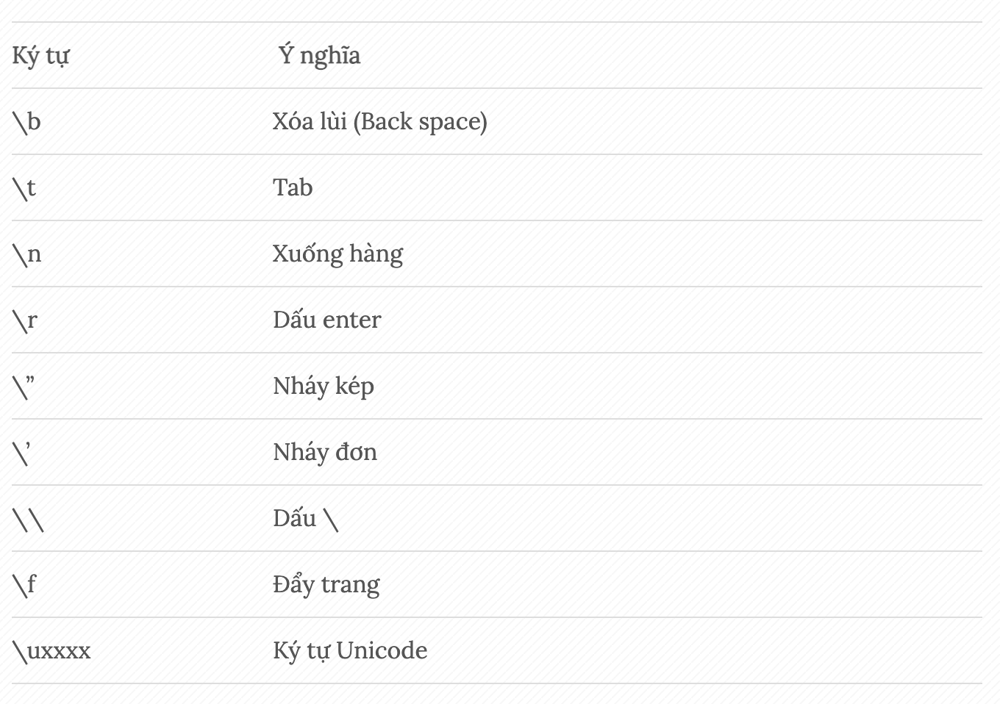 Ký tự Ý nghĩa
\b Xóa lùi (Back space)
\t Tab
\n Xuống hàng
\r Dấu enter
\” Nháy kép
\’ Nháy đơn
\\ Dấu \
\f Đẩy trang
\uxxxx Ký tự Unicode